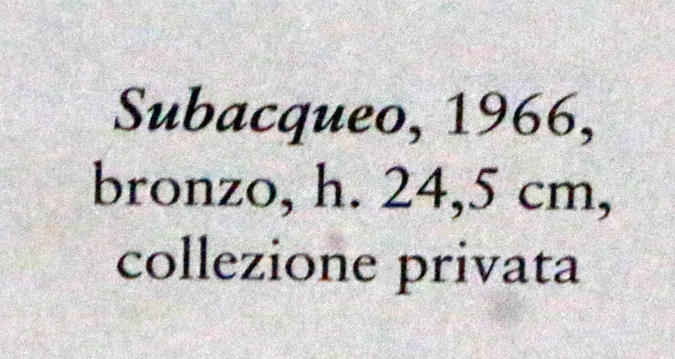 Subacqueo, 1966,
bronzo, h. 24,5 cm,
collezione privata